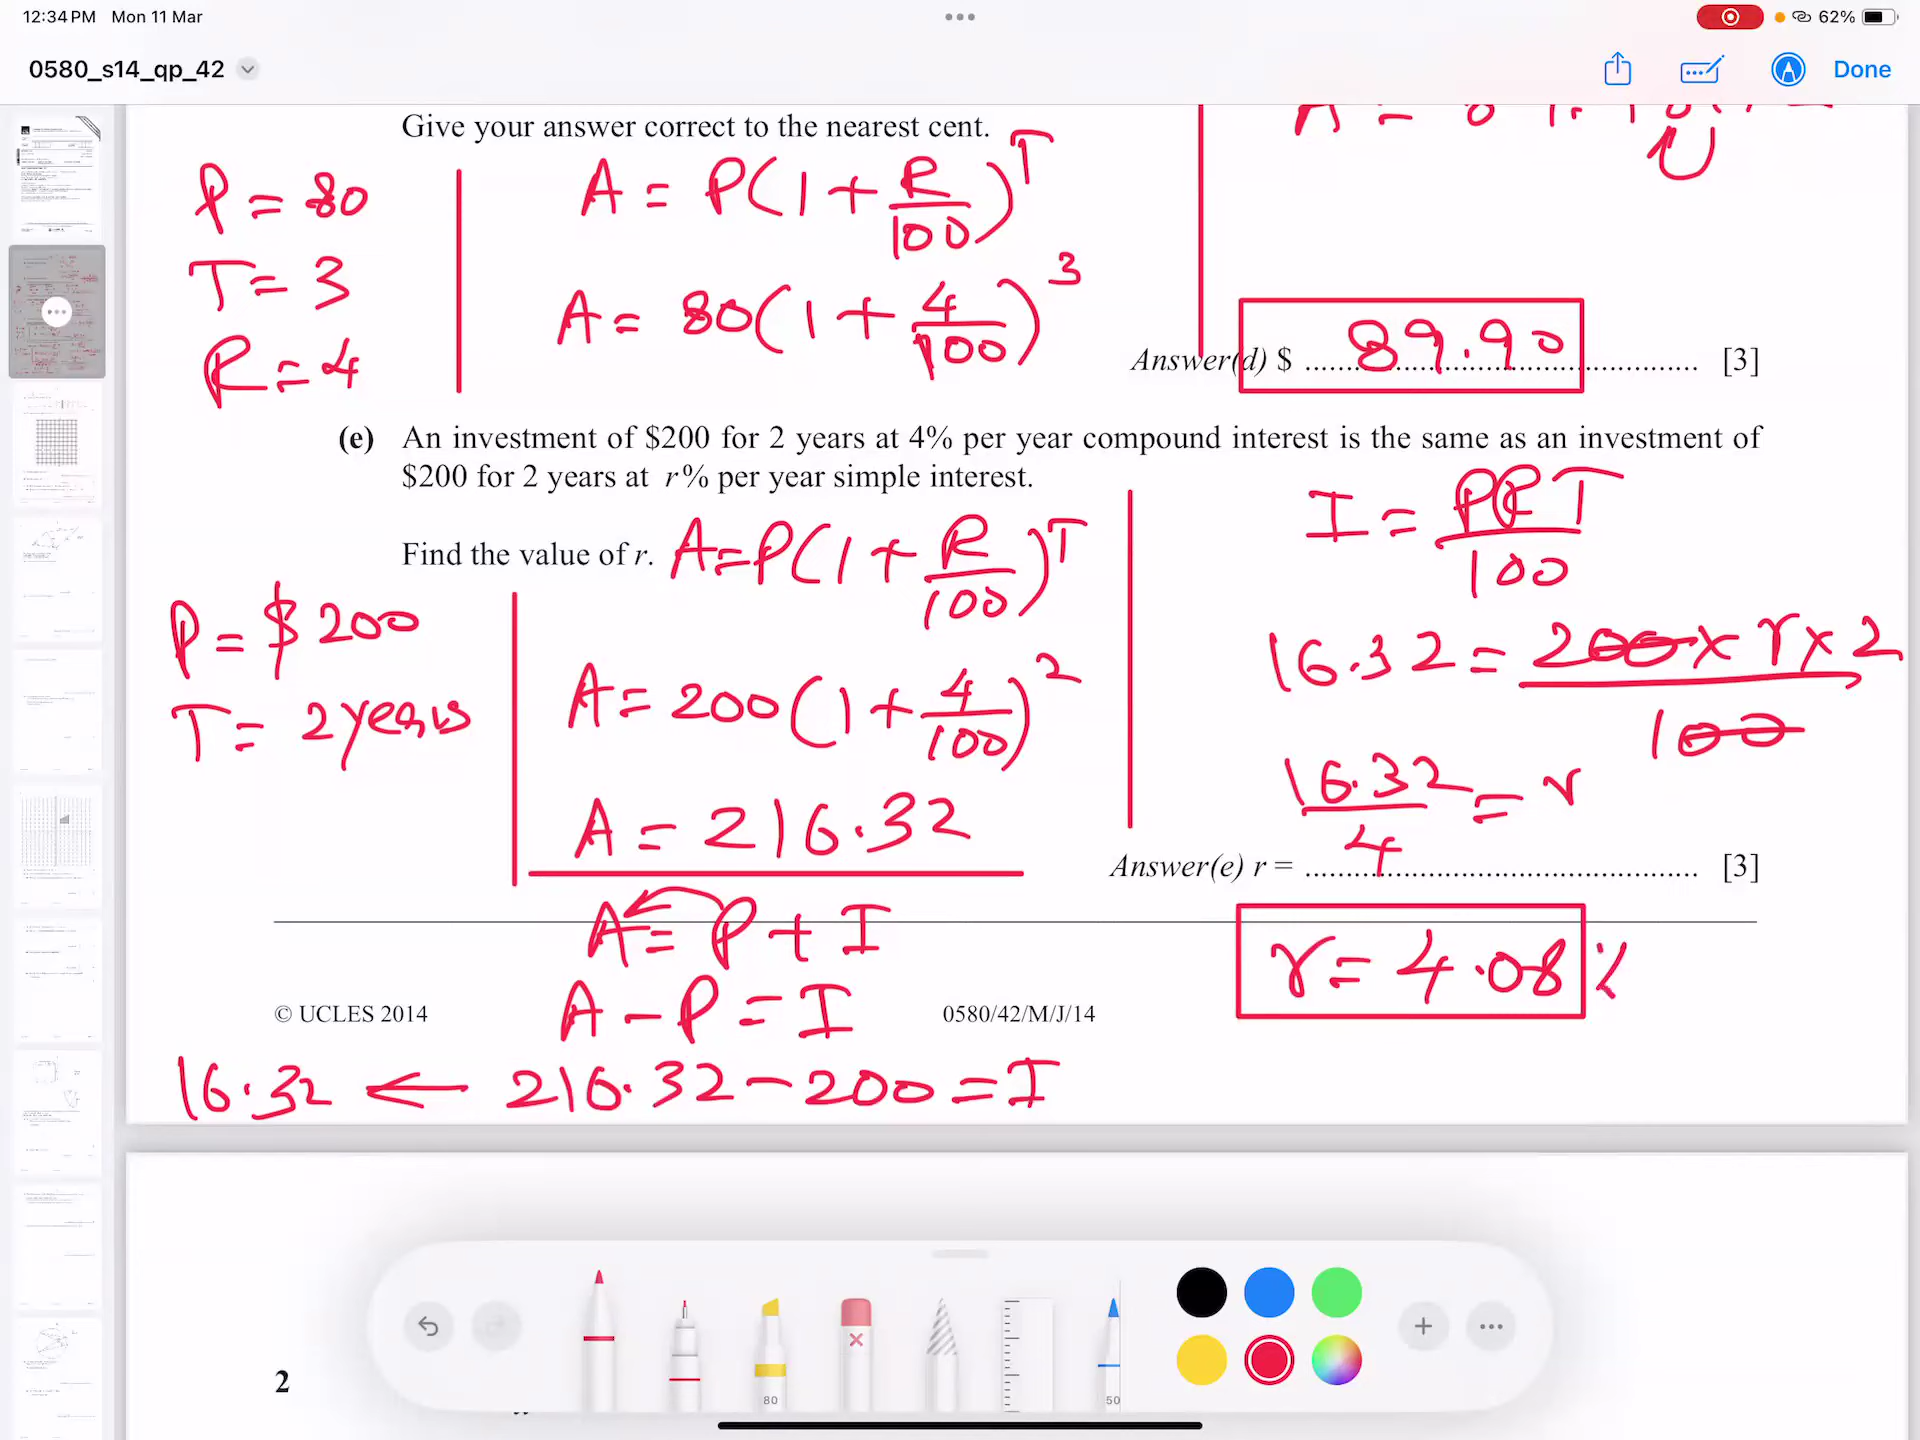 12:34 PM Mon 11 Mar
62%
0580_s14_qp_42
Done
Give your answer correct to the nearest cent.
P = 80
T = 3
R = 4
A = P(1 + R/100)^T
A = 80(1 + 4/100)^3
Answer(d) $ 89.90 [3]
(e) An investment of $200 for 2 years at 4% per year compound interest is the same as an investment of
$200 for 2 years at r% per year simple interest.
Find the value of r.
P = $200
T = 2 years
A = P(1 + R/100)^T
A = 200(1 + 4/100)^2
A = 216.32
A = P + I
A - P = I
16.32 ← 216.32 - 200 = I
I = PRT/100
16.32 = 200 × r × 2/100
16.32/4 = r
Answer(e) r = [3]
r = 4.08 %
© UCLES 2014
0580/42/M/J/14
2
80
50